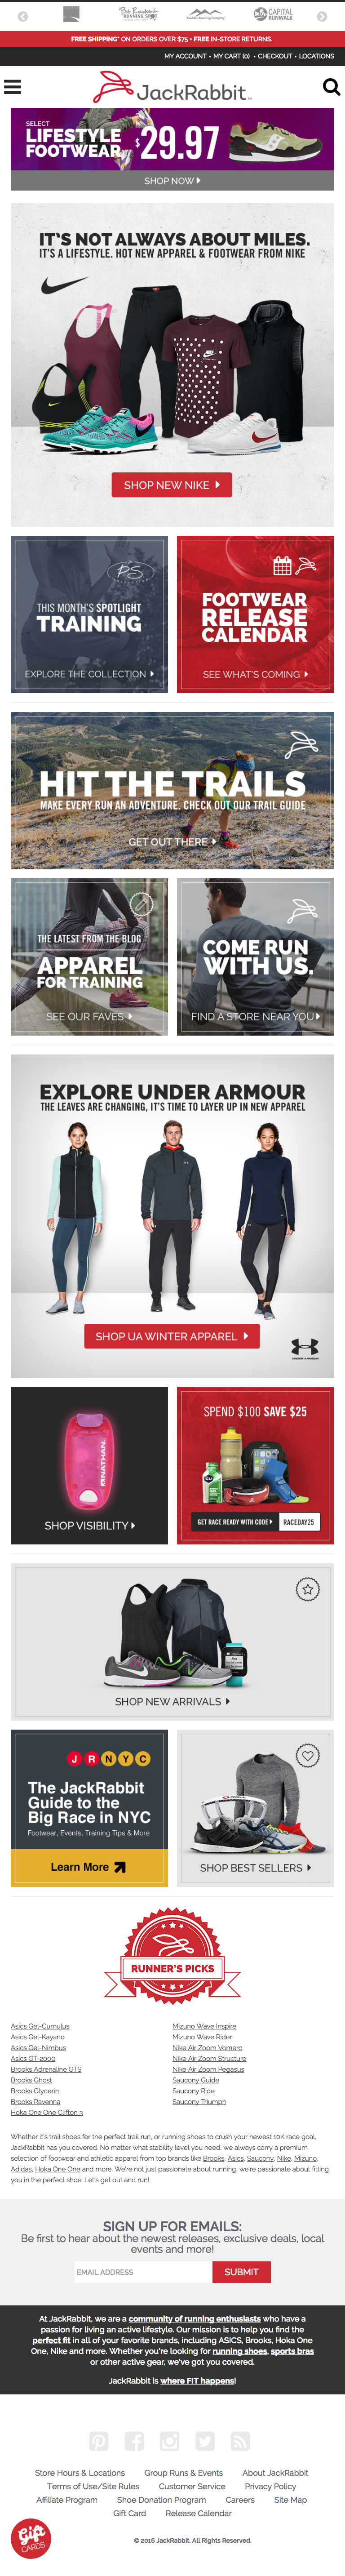 CAPITAL
RUNWALK
FREE SHIPPING* ON ORDERS OVER $75 • FREE IN-STORE RETURNS.
MY ACCOUNT • MY CART (0) • CHECKOUT • LOCATIONS
JackRabbit
SELECT
LIFESTYLE
FOOTWEAR
$29.97
SHOP NOW
IT'S NOT ALWAYS ABOUT MILES.
IT'S A LIFESTYLE. HOT NEW APPAREL & FOOTWEAR FROM NIKE
SHOP NEW NIKE
THIS MONTH'S SPOTLIGHT
TRAINING
EXPLORE THE COLLECTION
FOOTWEAR
RELEASE
CALENDAR
SEE WHAT'S COMING
HIT THE TRAILS
MAKE EVERY RUN AN ADVENTURE. CHECK OUT OUR TRAIL GUIDE
GET OUT THERE
THE LATEST FROM THE BLOG
APPAREL
FOR TRAINING
SEE OUR FAVES
COME RUN
WITH US.
FIND A STORE NEAR YOU
EXPLORE UNDER ARMOUR
THE LEAVES ARE CHANGING, IT'S TIME TO LAYER UP IN NEW APPAREL
SHOP UA WINTER APPAREL
UNDER ARMOUR
NATHAN
SHOP VISIBILITY
SPEND $100 SAVE $25
GET RACE READY WITH CODE
RACEDAY25
SHOP NEW ARRIVALS
J R N Y C
The JackRabbit
Guide to the
Big Race in NYC
Footwear, Events, Training Tips & More
Learn More
SHOP BEST SELLERS
RUNNER'S PICKS
Asics Gel-Cumulus
Asics Gel-Kayano
Asics Gel-Nimbus
Asics GT-2000
Brooks Adrenaline GTS
Brooks Ghost
Brooks Glycerin
Brooks Ravenna
Hoka One One Clifton 3
Mizuno Wave Inspire
Mizuno Wave Rider
Nike Air Zoom Vomero
Nike Air Zoom Structure
Nike Air Zoom Pegasus
Saucony Guide
Saucony Ride
Saucony Triumph
Whether it's trail shoes for the perfect trail run, or running shoes to crush your newest 10K race goal,
JackRabbit has you covered. No matter what stability level you need, we always carry a premium
selection of footwear and athletic apparel from top brands like Brooks, Asics, Saucony, Nike, Mizuno,
Adidas, Hoka One One and more. We're not just passionate about running, we're passionate about fitting
you in the perfect shoe. Let's get out and run!
SIGN UP FOR EMAILS:
Be first to hear about the newest releases, exclusive deals, local
events and more!
EMAIL ADDRESS
SUBMIT
At JackRabbit, we are a community of running enthusiasts who have a
passion for living an active lifestyle. Our mission is to help you find the
perfect fit in all of your favorite brands, including ASICS, Brooks, Hoka One
One, Nike and more. Whether you're looking for running shoes, sports bras
or other active gear, we've got you covered.
JackRabbit is where FIT happens!
Store Hours & Locations Group Runs & Events About JackRabbit
Terms of Use/Site Rules Customer Service Privacy Policy
Affiliate Program Shoe Donation Program Careers Site Map
Gift Card Release Calendar
Gift
CARDS
© 2016 JackRabbit. All Rights Reserved.